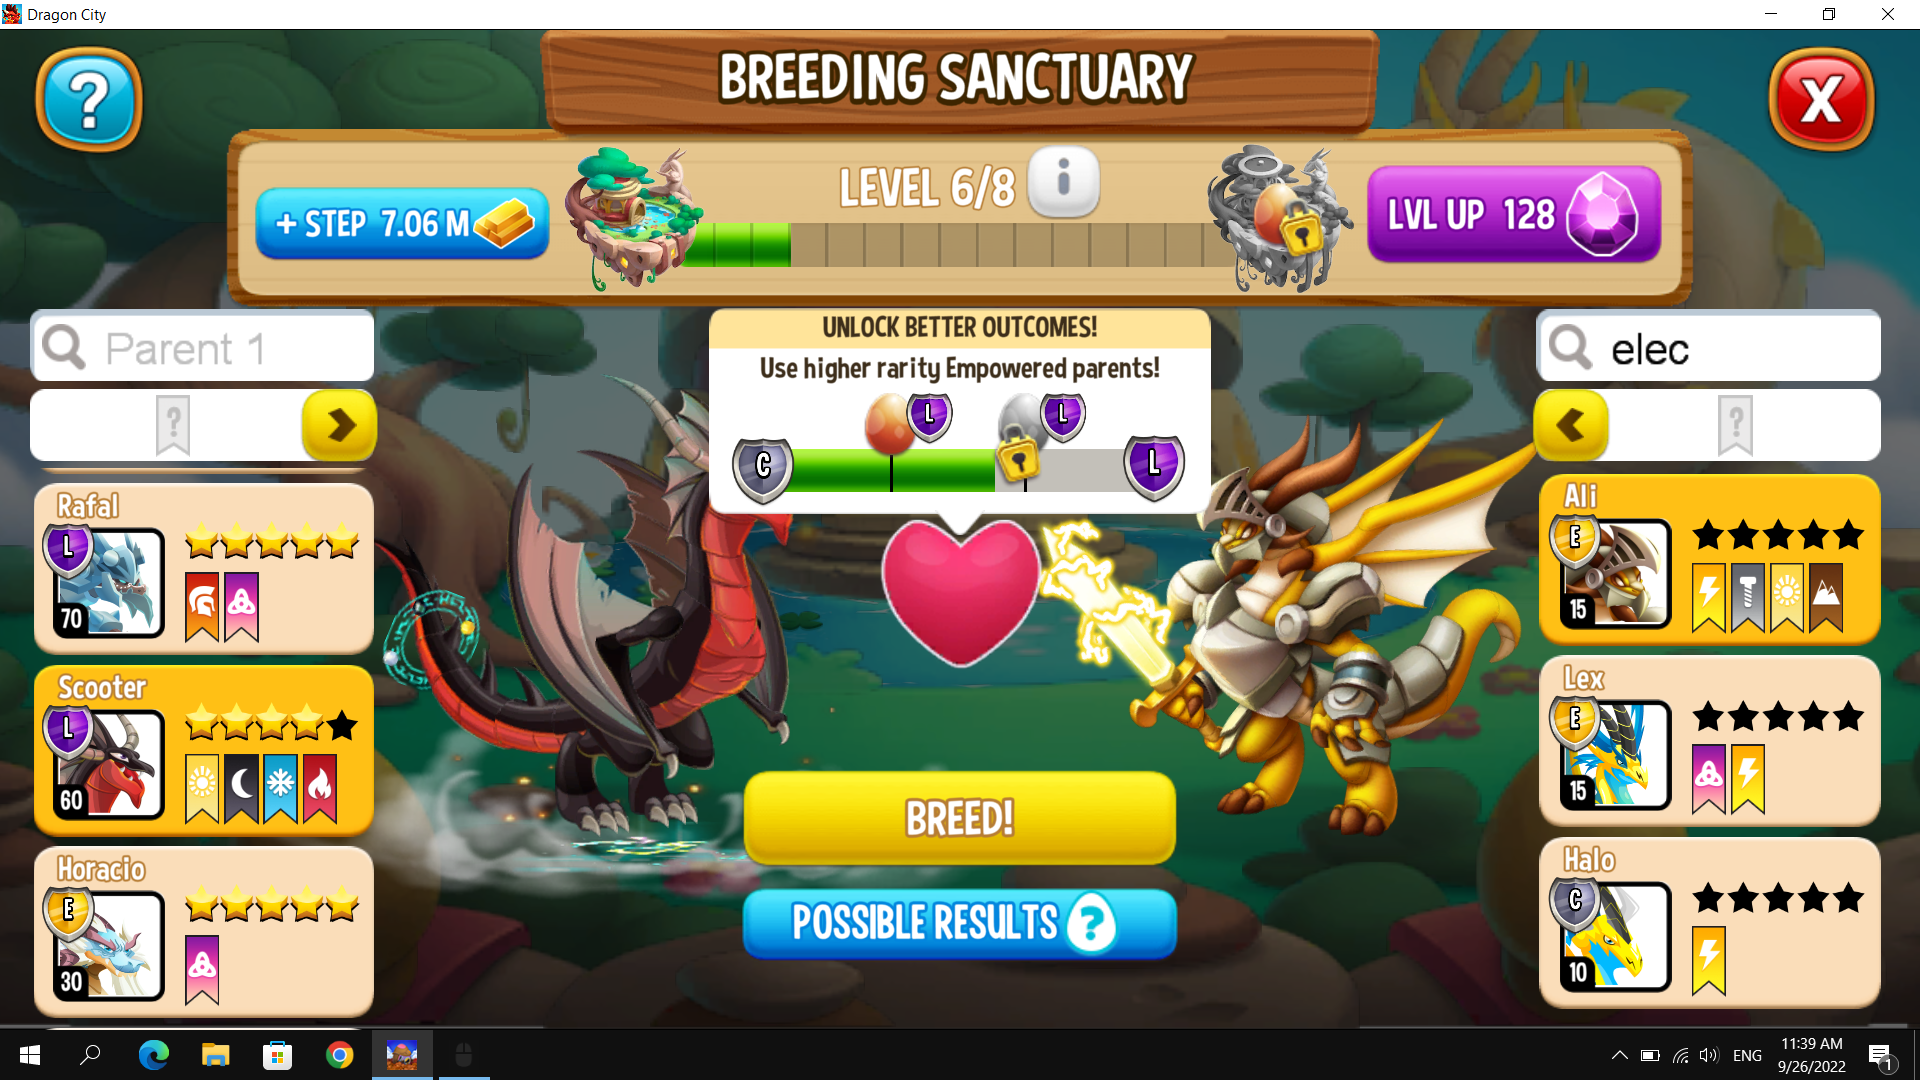 Dragon City
BREEDING SANCTUARY
?
X
+ STEP 7.06 M
LEVEL 6/8
i
LVL UP 128
Parent 1
?
UNLOCK BETTER OUTCOMES!
Use higher rarity Empowered parents!
L
L
C
L
elec
?
Rafal
L
70
Scooter
L
60
Horacio
E
30
Ali
E
15
Lex
E
15
Halo
C
10
BREED!
POSSIBLE RESULTS ?
ENG
11:39 AM
9/26/2022
1